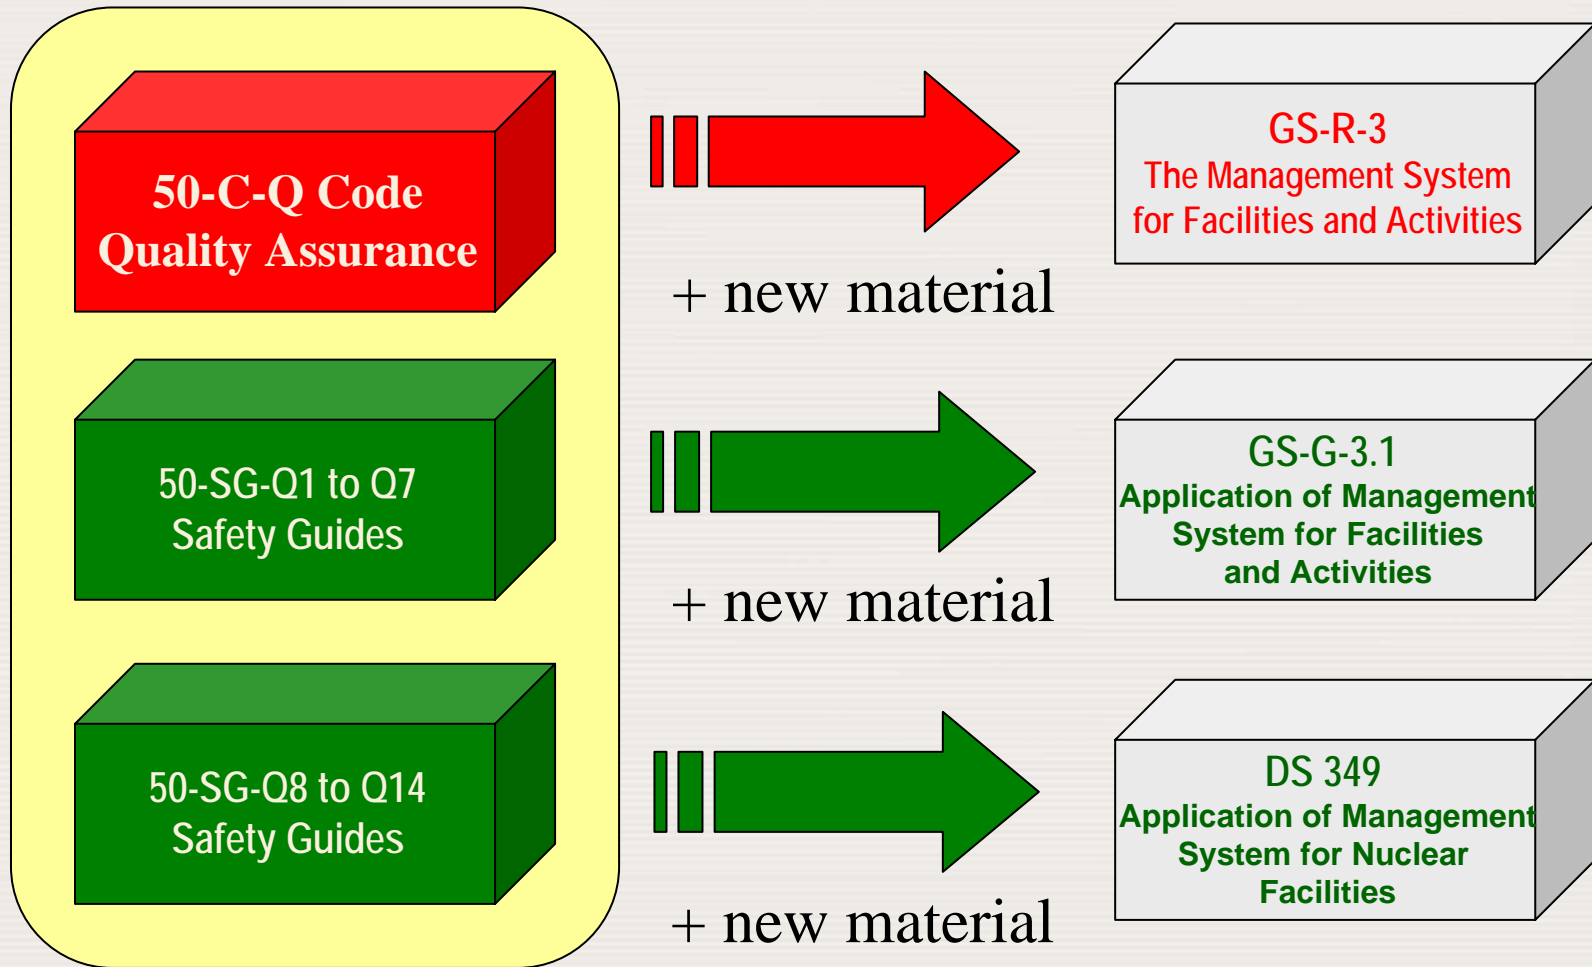 50-C-Q Code
Quality Assurance
+ new material
GS-R-3
The Management System
for Facilities and Activities
50-SG-Q1 to Q7
Safety Guides
+ new material
GS-G-3.1
Application of Management
System for Facilities
and Activities
50-SG-Q8 to Q14
Safety Guides
+ new material
DS 349
Application of Management
System for Nuclear
Facilities